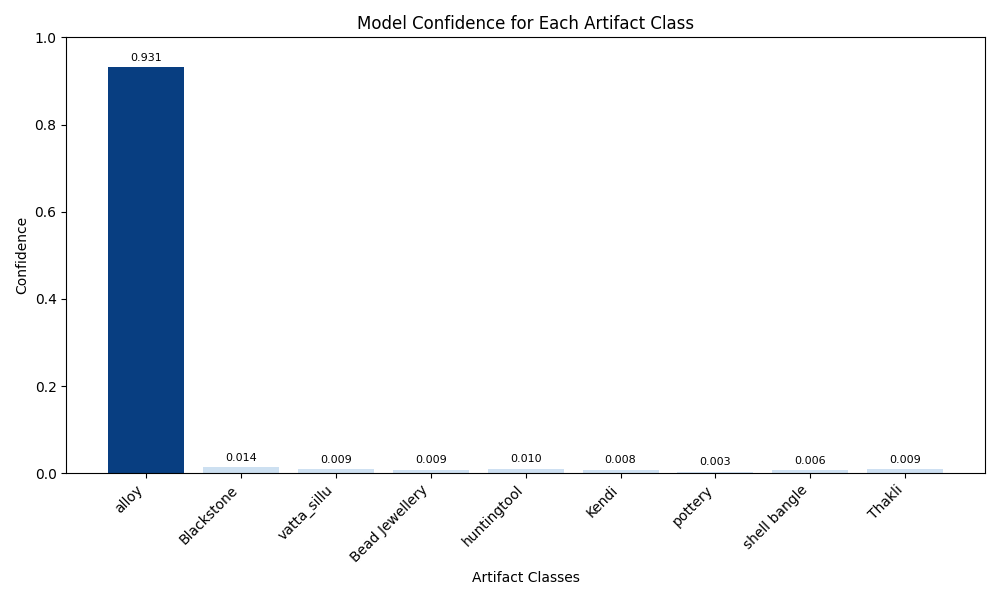 Model Confidence for Each Artifact Class
1.0
0.8
0.6
0.4
0.2
0.0
Confidence
0.931
0.014
0.009
0.009
0.010
0.008
0.003
0.006
0.009
alloy
Blackstone
vatta_sillu
Bead Jewellery
huntingtool
Kendi
pottery
shell bangle
Thakli
Artifact Classes